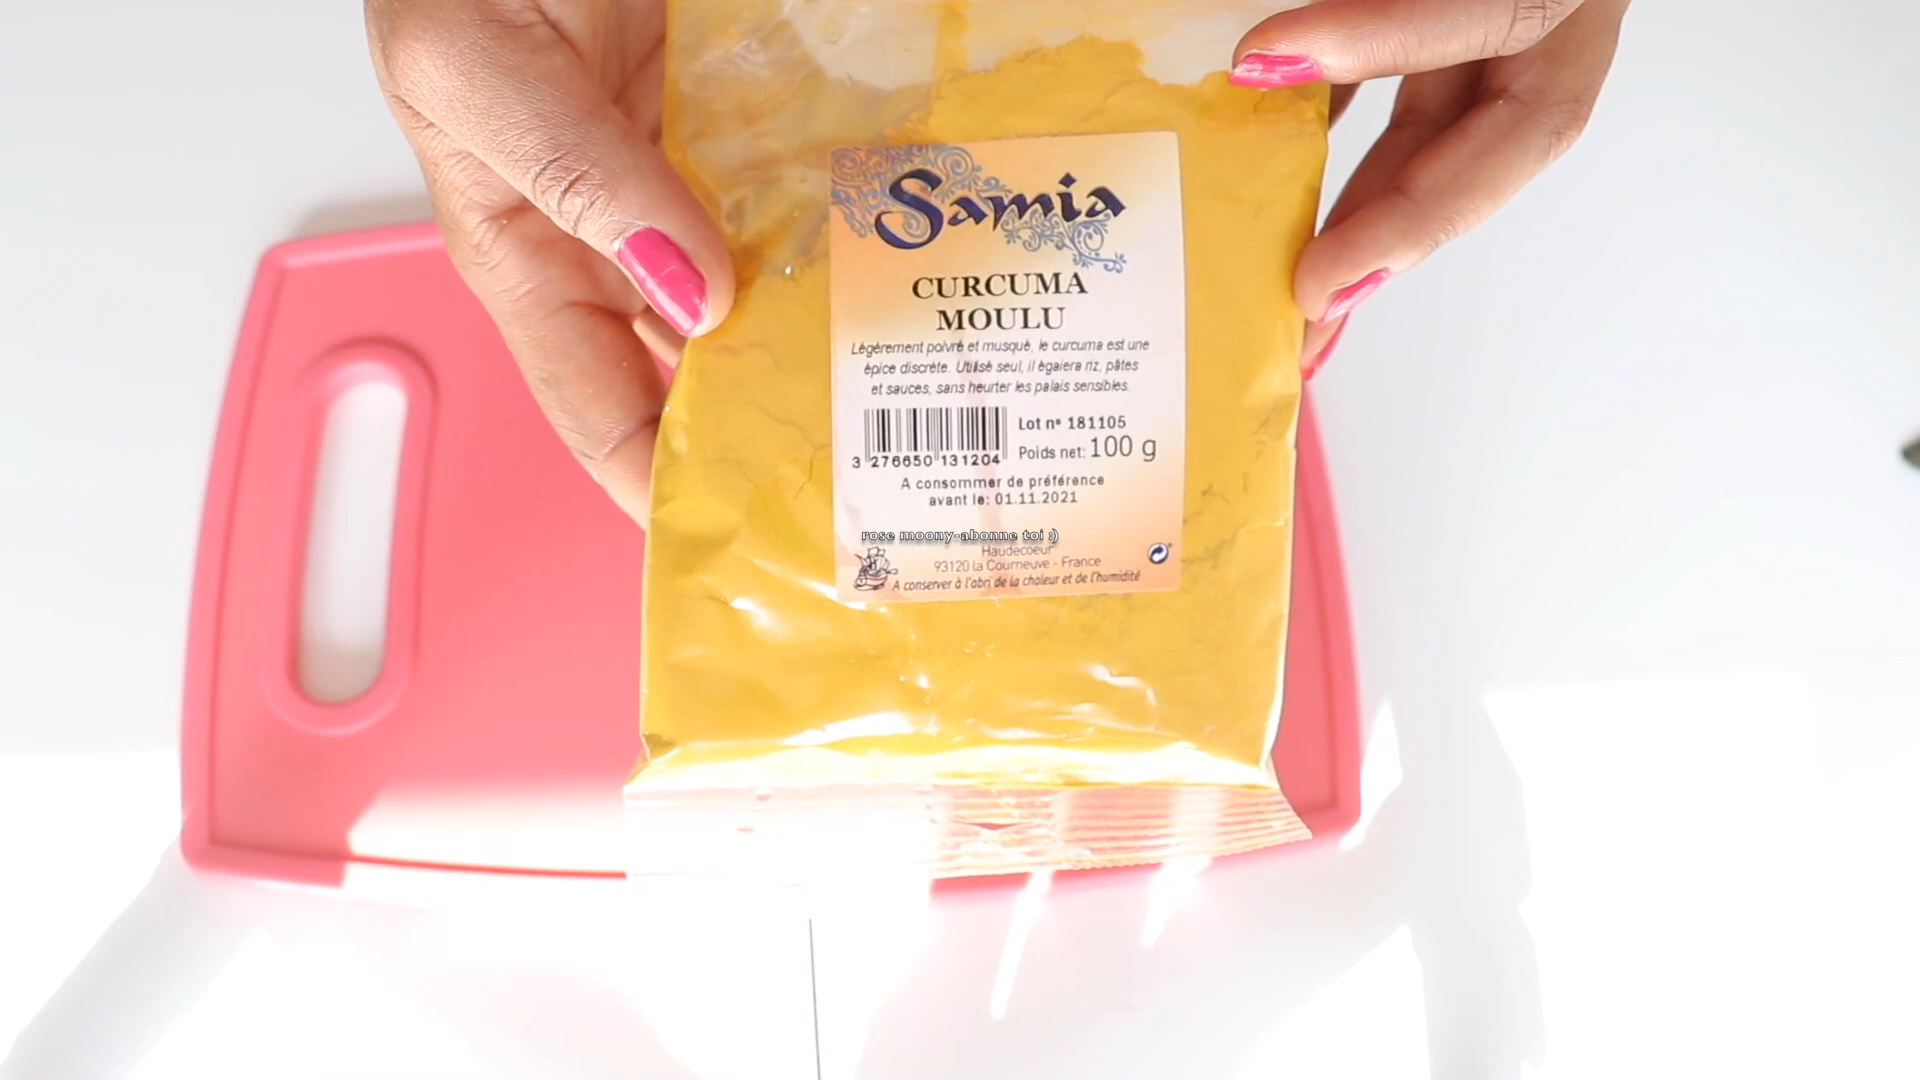 Samia
CURCUMA
MOULU
Légèrement poivré et musqué, le curcuma est une
épice discrète. Utilisé seul, il égaiera riz, pâtes
et sauces, sans heurter les palais sensibles.
Lot n° 181105
Poids net: 100 g
3 276650 131204
A consommer de préférence
avant le: 01.11.2021
rose moony-abonne toi :)
Haudecoeur
93120 la Courneuve - France
A conserver à l'abri de la chaleur et de l'humidité